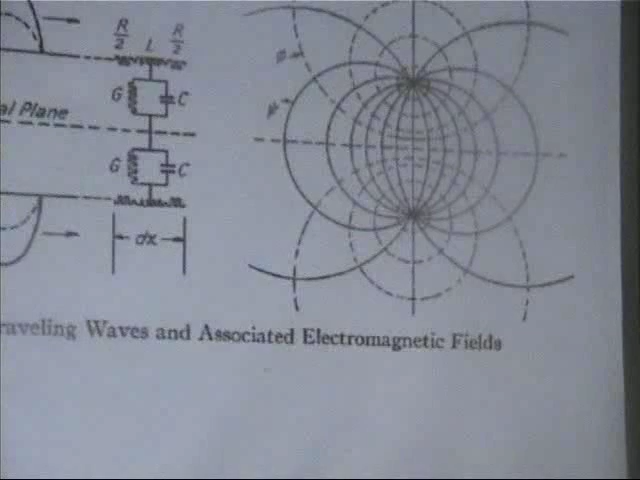 R/2 L R/2
G C
al Plane
G C
dx
φ
ψ
raveling Waves and Associated Electromagnetic Fields